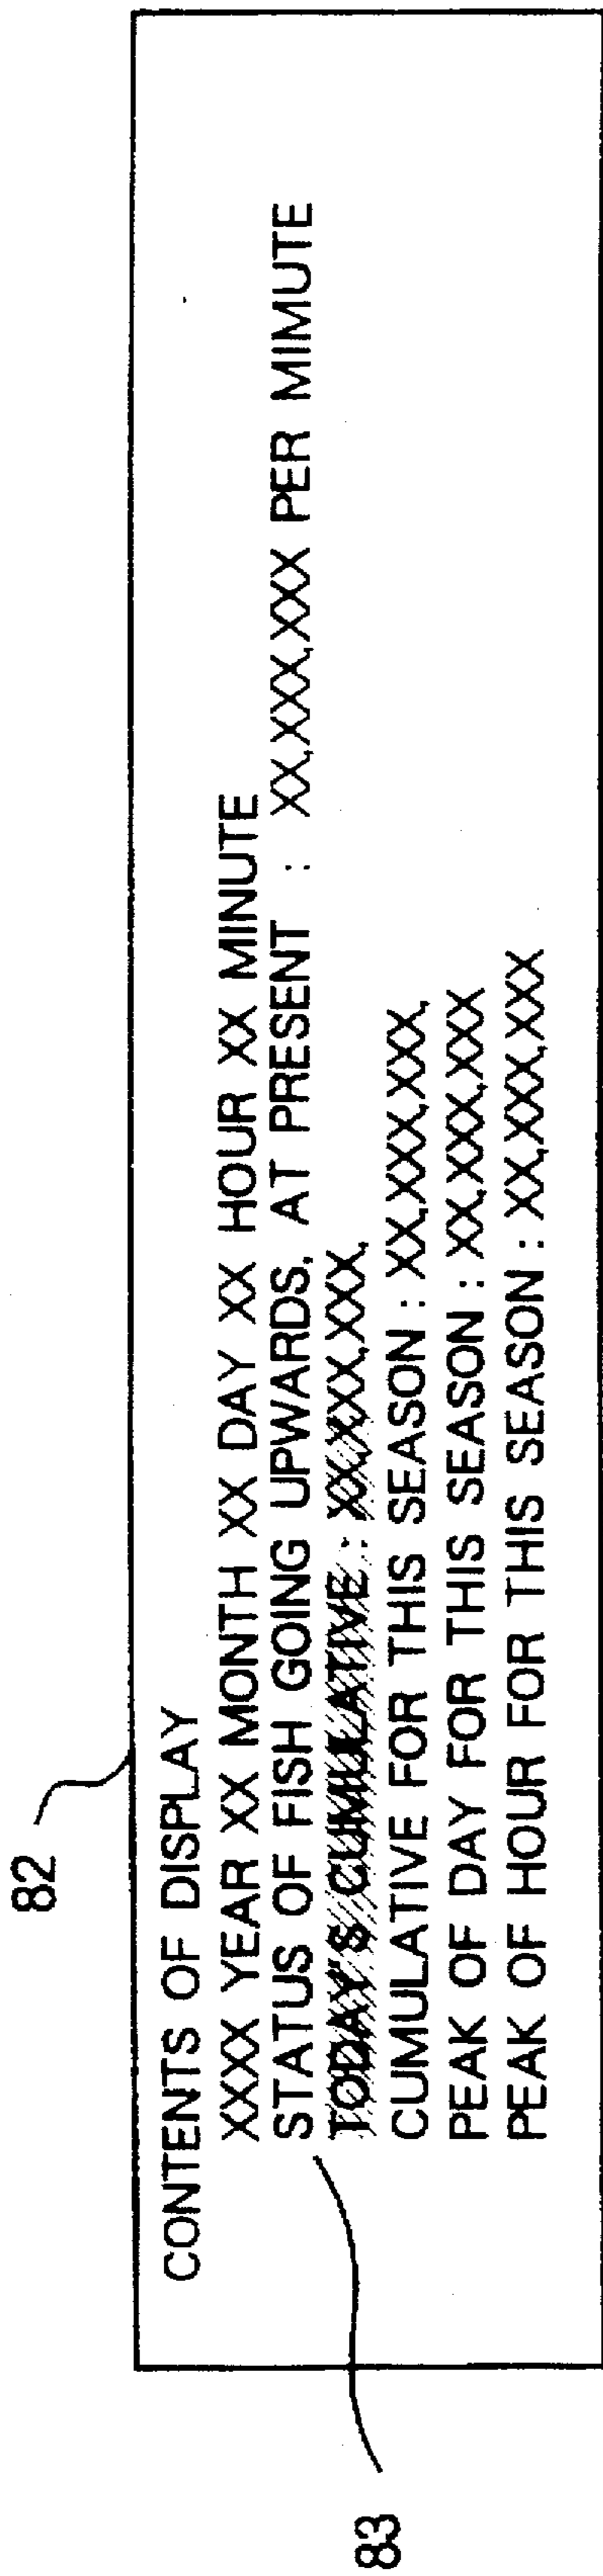 82
CONTENTS OF DISPLAY
XXXX YEAR XX MONTH XX DAY XX HOUR XX MINUTE
STATUS OF FISH GOING UPWARDS, AT PRESENT : XX,XXX,XXX PER MIMUTE
TODAY'S CUMULATIVE : XX,XXX,XXX,
CUMULATIVE FOR THIS SEASON : XX,XXX,XXX,
PEAK OF DAY FOR THIS SEASON : XX,XXX,XXX
PEAK OF HOUR FOR THIS SEASON : XX,XXX,XXX
83